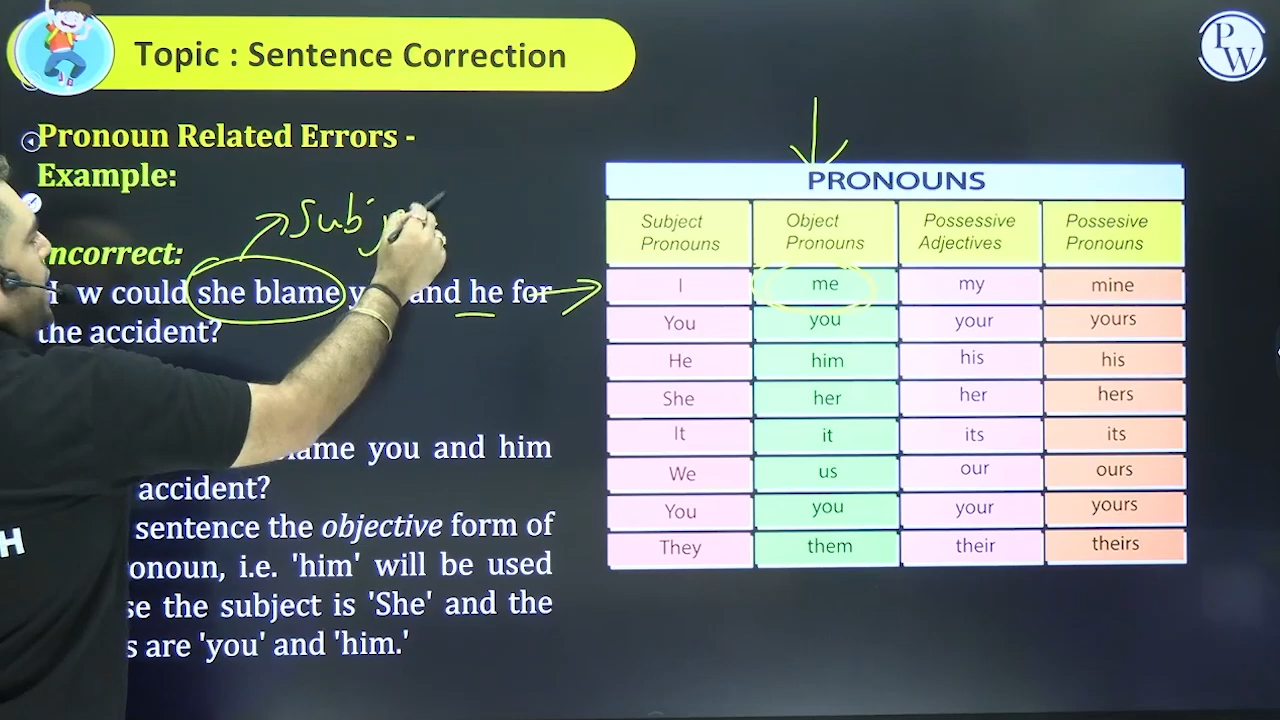 Topic : Sentence Correction
PW
Pronoun Related Errors -
Example:
Subj
ncorrect:
H w could she blame y and he for
the accident?
lame you and him
accident?
sentence the objective form of
onoun, i.e. 'him' will be used
se the subject is 'She' and the
s are 'you' and 'him.'
H
PRONOUNS
Subject Pronouns Object Pronouns Possessive Adjectives Possesive Pronouns
I me my mine
You you your yours
He him his his
She her her hers
It it its its
We us our ours
You you your yours
They them their theirs